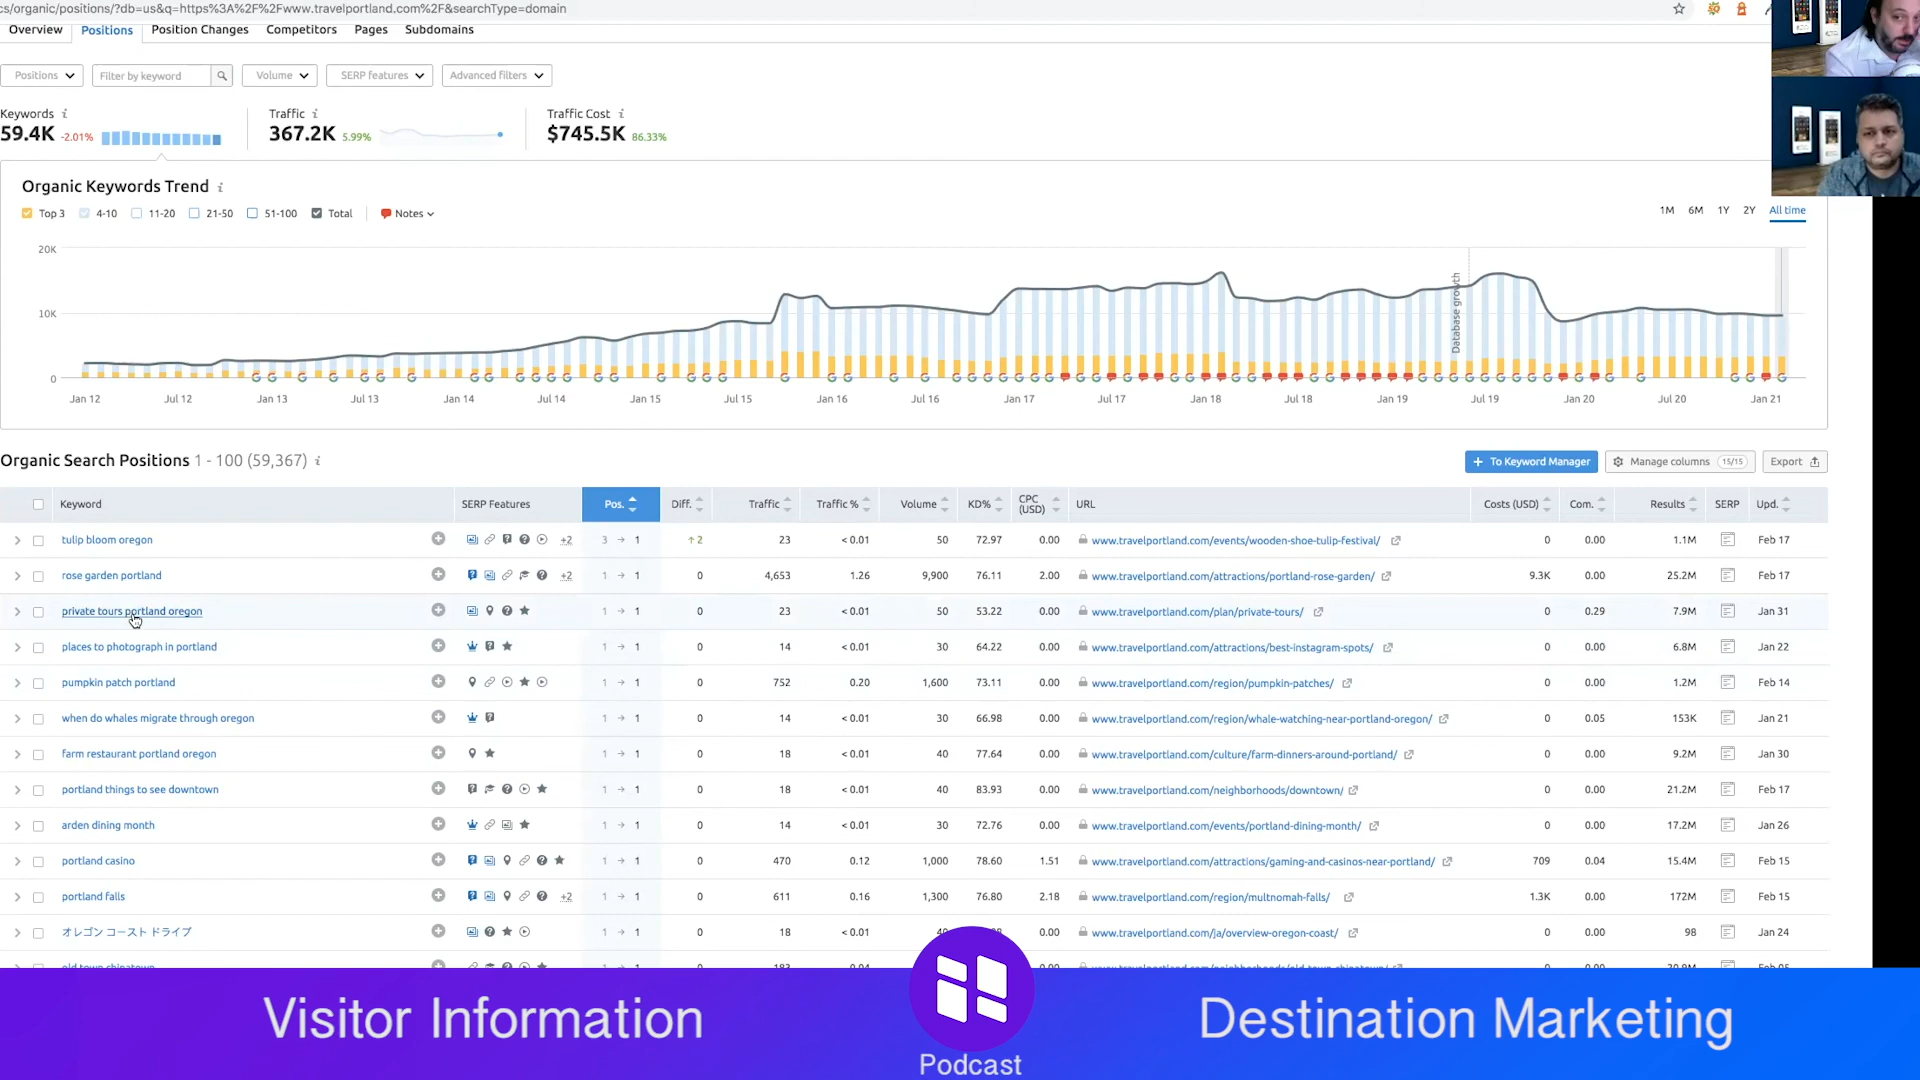 cs/organic/positions/?db=us&q=https%3A%2F%2Fwww.travelportland.com%2F&searchType=domain
Overview Positions Position Changes Competitors Pages Subdomains
Positions Filter by keyword Volume SERP features Advanced filters
Keywords i Traffic i Traffic Cost i
59.4K -2.01% 367.2K 5.99% $745.5K 86.33%
Organic Keywords Trend i
Top 3 4-10 11-20 21-50 51-100 Total Notes 1M 6M 1Y 2Y All time
20K
10K
0
Database growth
Jan 12 Jul 12 Jan 13 Jul 13 Jan 14 Jul 14 Jan 15 Jul 15 Jan 16 Jul 16 Jan 17 Jul 17 Jan 18 Jul 18 Jan 19 Jul 19 Jan 20 Jul 20 Jan 21
Organic Search Positions 1 - 100 (59,367) i + To Keyword Manager Manage columns 15/15 Export
Keyword SERP Features Pos. Diff. Traffic Traffic % Volume KD% CPC (USD) URL Costs (USD) Com. Results SERP Upd.
tulip bloom oregon +2 3 → 1 ↑2 23 < 0.01 50 72.97 0.00 www.travelportland.com/events/wooden-shoe-tulip-festival/ 0 0.00 1.1M Feb 17
rose garden portland +2 1 → 1 0 4,653 1.26 9,900 76.11 2.00 www.travelportland.com/attractions/portland-rose-garden/ 9.3K 0.00 25.2M Feb 17
private tours portland oregon 1 → 1 0 23 < 0.01 50 53.22 0.00 www.travelportland.com/plan/private-tours/ 0 0.29 7.9M Jan 31
places to photograph in portland 1 → 1 0 14 < 0.01 30 64.22 0.00 www.travelportland.com/attractions/best-instagram-spots/ 0 0.00 6.8M Jan 22
pumpkin patch portland 1 → 1 0 752 0.20 1,600 73.11 0.00 www.travelportland.com/region/pumpkin-patches/ 0 0.00 1.2M Feb 14
when do whales migrate through oregon 1 → 1 0 14 < 0.01 30 66.98 0.00 www.travelportland.com/region/whale-watching-near-portland-oregon/ 0 0.05 153K Jan 21
farm restaurant portland oregon 1 → 1 0 18 < 0.01 40 77.64 0.00 www.travelportland.com/culture/farm-dinners-around-portland/ 0 0.00 9.2M Jan 30
portland things to see downtown 1 → 1 0 18 < 0.01 40 83.93 0.00 www.travelportland.com/neighborhoods/downtown/ 0 0.00 21.2M Feb 17
arden dining month 1 → 1 0 14 < 0.01 30 72.76 0.00 www.travelportland.com/events/portland-dining-month/ 0 0.00 17.2M Jan 26
portland casino 1 → 1 0 470 0.12 1,000 78.60 1.51 www.travelportland.com/attractions/gaming-and-casinos-near-portland/ 709 0.04 15.4M Feb 15
portland falls +2 1 → 1 0 611 0.16 1,300 76.80 2.18 www.travelportland.com/region/multnomah-falls/ 1.3K 0.00 172M Feb 15
オレゴン コースト ドライブ 1 → 1 0 18 < 0.01 0.00 www.travelportland.com/ja/overview-oregon-coast/ 0 0.00 98 Jan 24
old town chinatown
Visitor Information Destination Marketing
Podcast